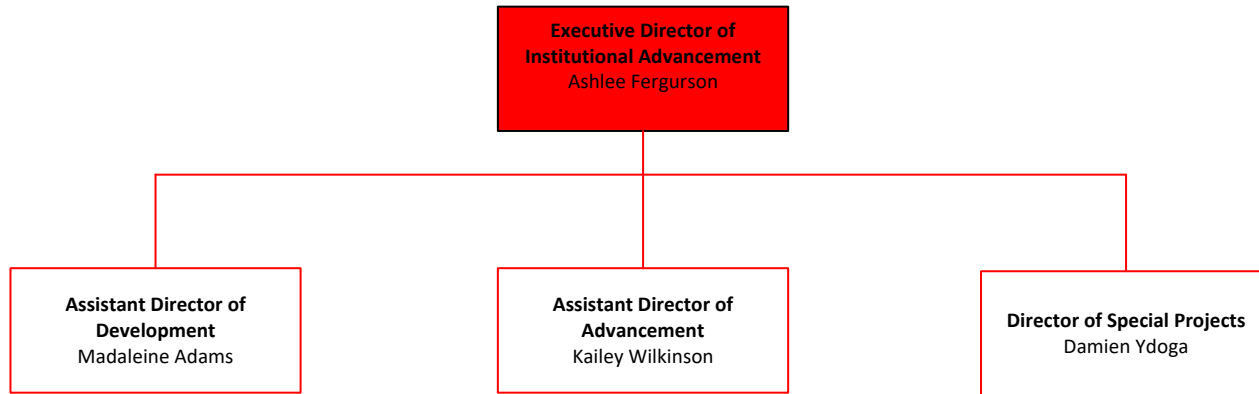 Executive Director of
Institutional Advancement
Ashlee Fergurson
Assistant Director of
Development
Madaleine Adams
Assistant Director of
Advancement
Kailey Wilkinson
Director of Special Projects
Damien Ydoga